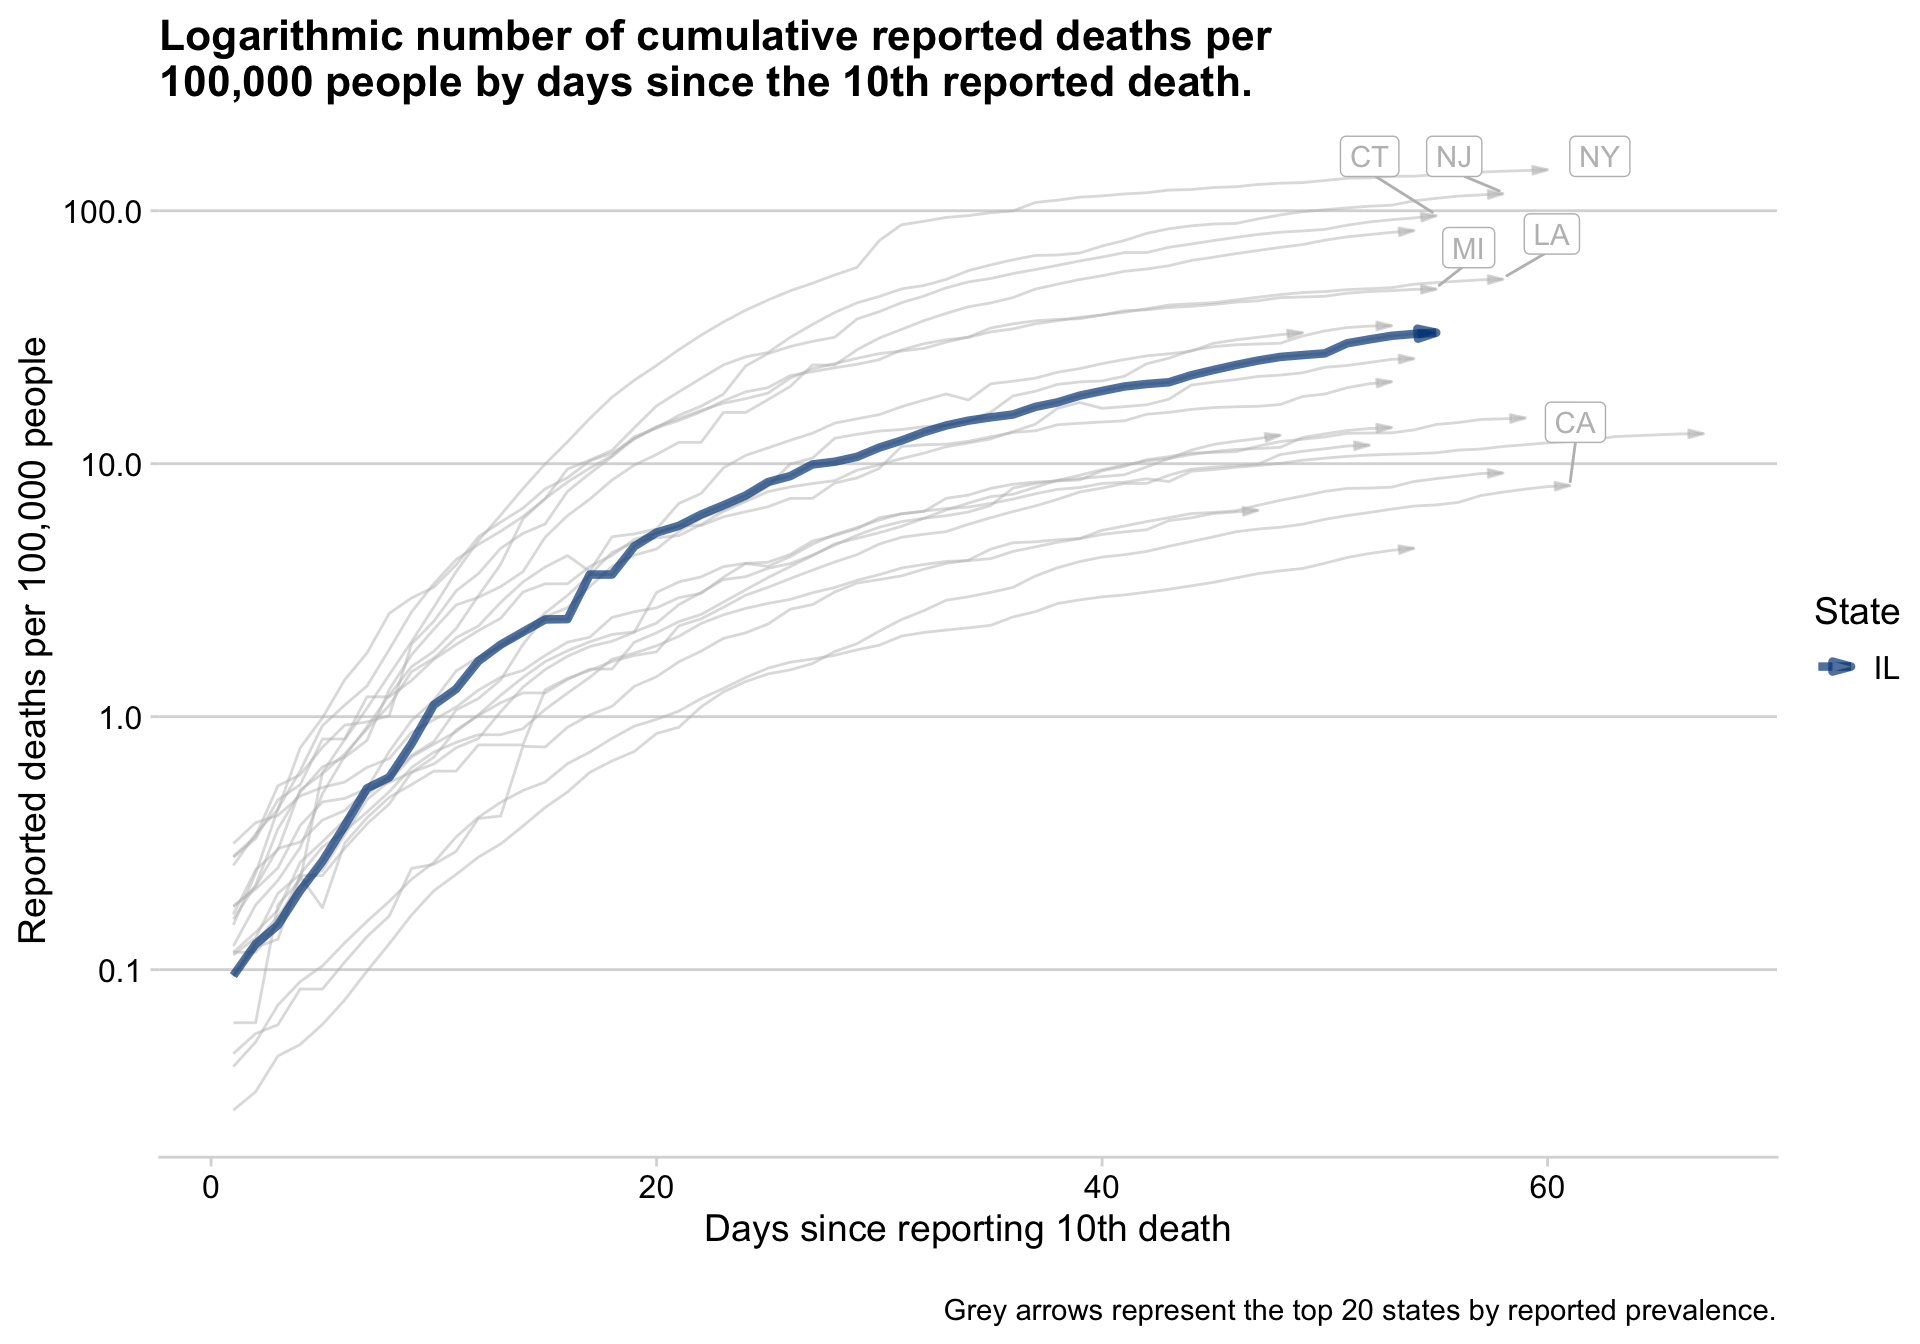 Logarithmic number of cumulative reported deaths per
100,000 people by days since the 10th reported death.
CT
NJ
NY
100.0
LA
MI
CA
10.0
1.0
0.1
Reported deaths per 100,000 people
State
IL
0
20
40
60
Days since reporting 10th death
Grey arrows represent the top 20 states by reported prevalence.